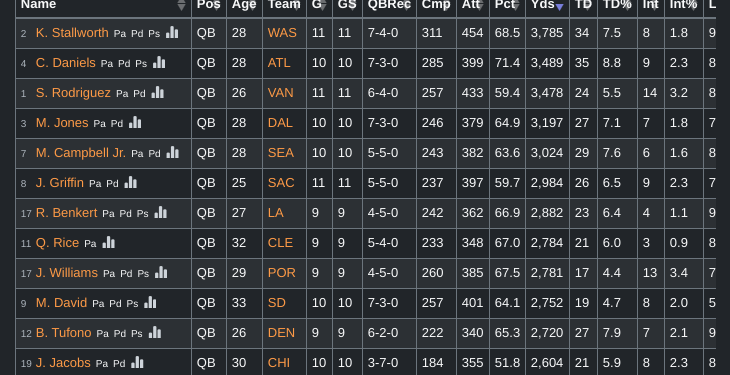 Name Pos Age Team G GS QBRec Cmp Att Pct Yds TD TD% Int Int% L
2 K. Stallworth Pa Pd Ps QB 28 WAS 11 11 7-4-0 311 454 68.5 3,785 34 7.5 8 1.8 9
4 C. Daniels Pa Pd Ps QB 28 ATL 10 10 7-3-0 285 399 71.4 3,489 35 8.8 9 2.3 8
1 S. Rodriguez Pa Pd QB 26 VAN 11 11 6-4-0 257 433 59.4 3,478 24 5.5 14 3.2 8
3 M. Jones Pa Pd QB 28 DAL 10 10 7-3-0 246 379 64.9 3,197 27 7.1 7 1.8 7
7 M. Campbell Jr. Pa Pd QB 28 SEA 10 10 5-5-0 243 382 63.6 3,024 29 7.6 6 1.6 8
8 J. Griffin Pa Pd QB 25 SAC 11 11 5-5-0 237 397 59.7 2,984 26 6.5 9 2.3 7
17 R. Benkert Pa Pd Ps QB 27 LA 9 9 4-5-0 242 362 66.9 2,882 23 6.4 4 1.1 9
11 Q. Rice Pa QB 32 CLE 9 9 5-4-0 233 348 67.0 2,784 21 6.0 3 0.9 8
17 J. Williams Pa Pd Ps QB 29 POR 9 9 4-5-0 260 385 67.5 2,781 17 4.4 13 3.4 7
9 M. David Pa Pd Ps QB 33 SD 10 10 7-3-0 257 401 64.1 2,752 19 4.7 8 2.0 5
12 B. Tufono Pa Pd Ps QB 26 DEN 9 9 6-2-0 222 340 65.3 2,720 27 7.9 7 2.1 9
19 J. Jacobs Pa Pd QB 30 CHI 10 10 3-7-0 184 355 51.8 2,604 21 5.9 8 2.3 8